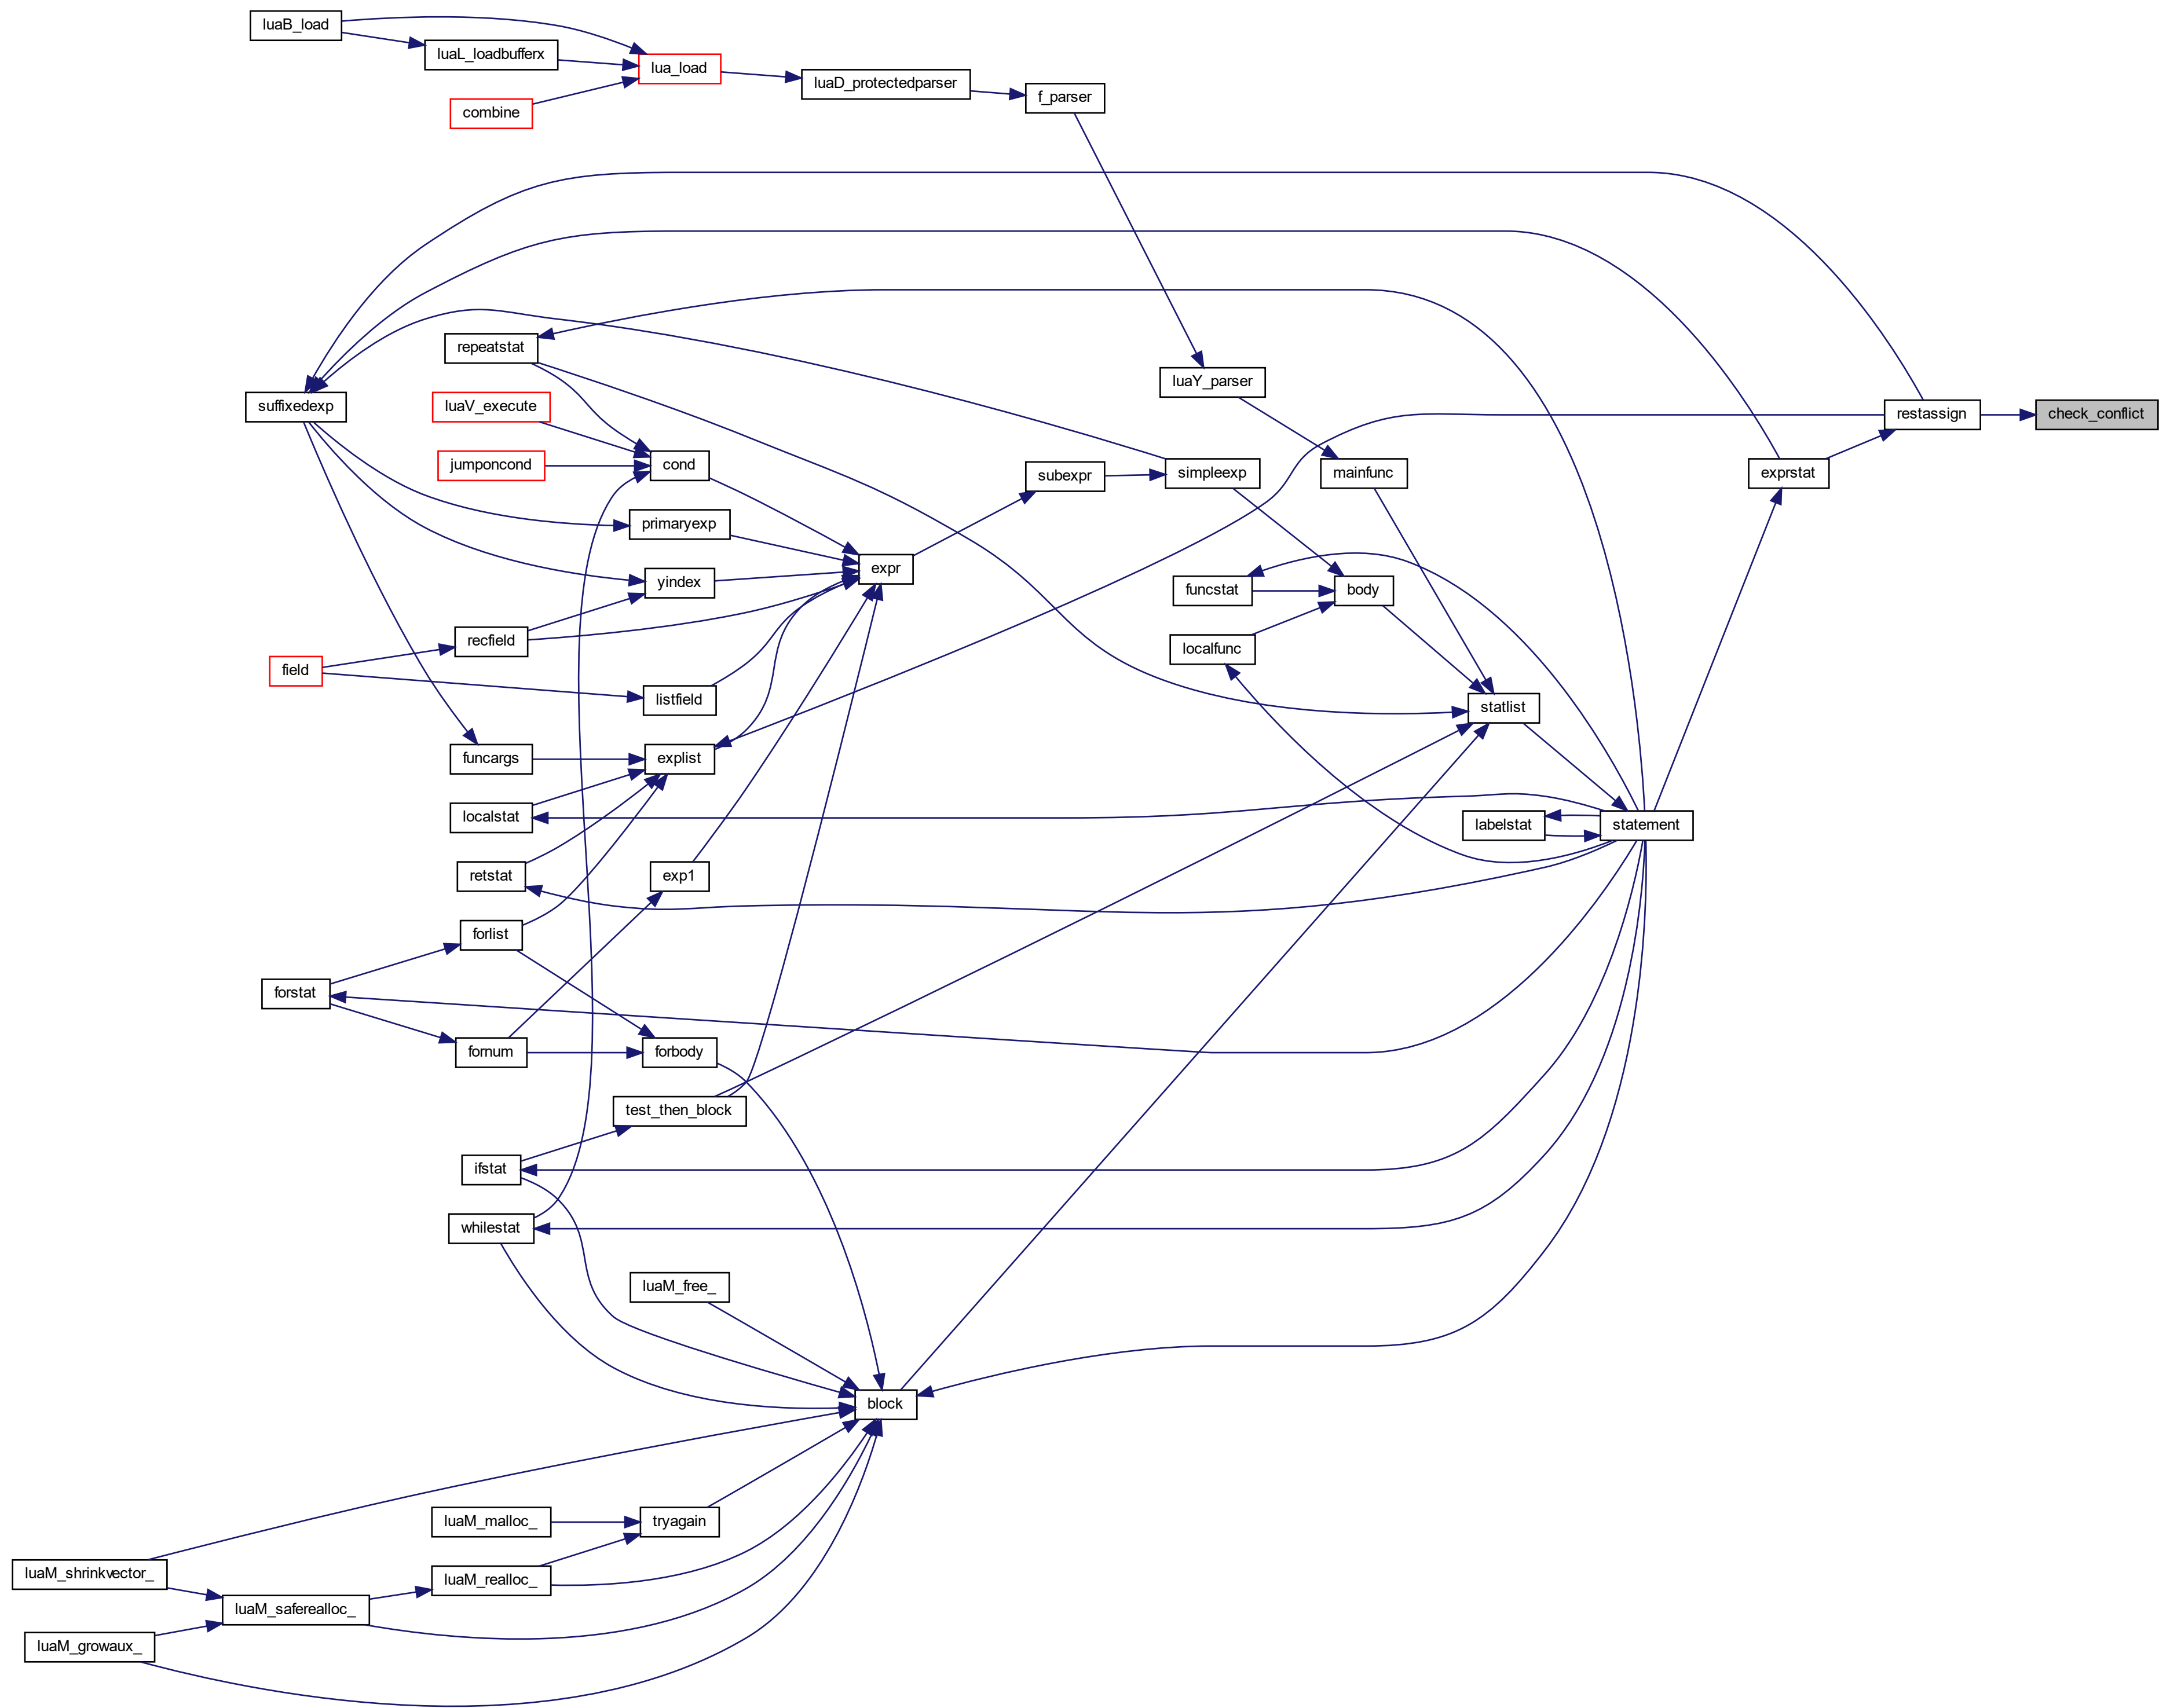 luaB_load
luaL_loadbufferx
lua_load
luaD_protectedparser
f_parser
combine
repeatstat
luaY_parser
suffixedexp
luaV_execute
restassign
check_conflict
jumponcond
cond
subexpr
simpleexp
mainfunc
exprstat
primaryexp
expr
yindex
funcstat
body
recfield
localfunc
field
listfield
statlist
funcargs
explist
localstat
labelstat
statement
retstat
exp1
forlist
forstat
fornum
forbody
test_then_block
ifstat
whilestat
luaM_free_
block
luaM_malloc_
tryagain
luaM_shrinkvector_
luaM_realloc_
luaM_saferealloc_
luaM_growaux_